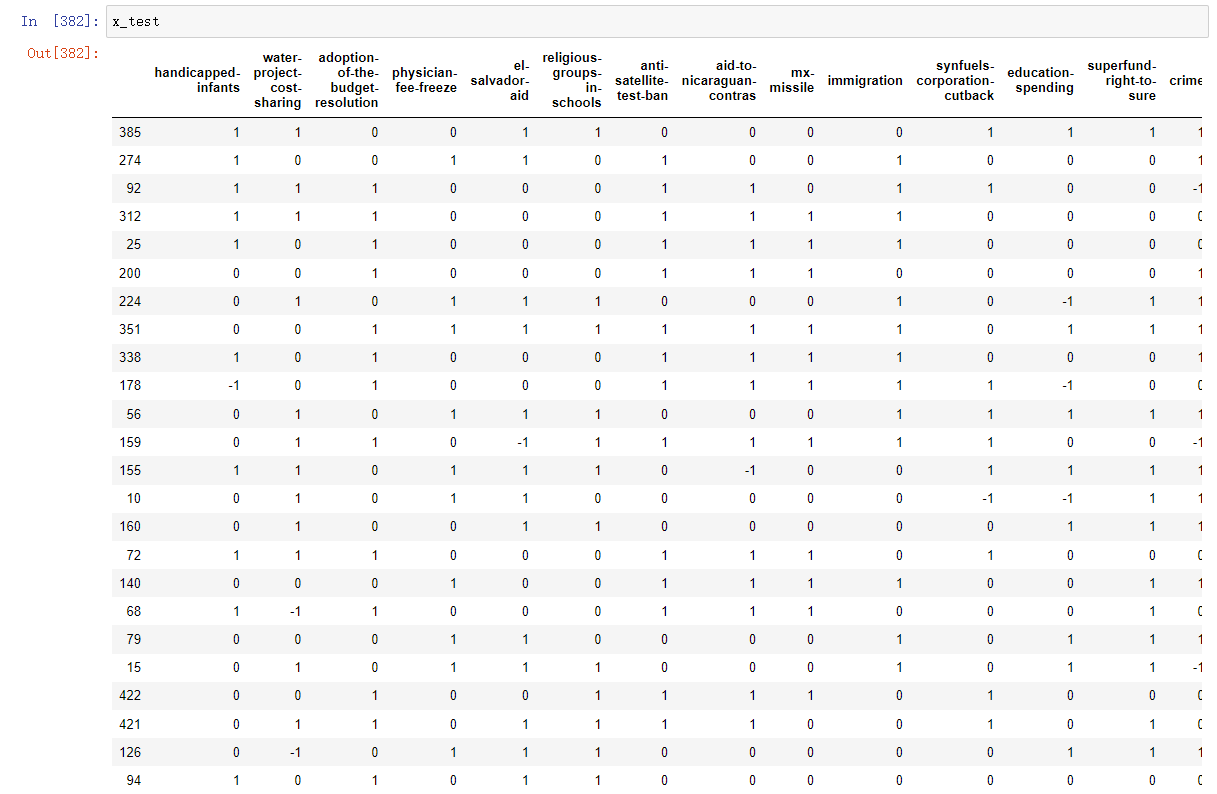 In [382]: x_test
Out[382]:
handicapped-infants water-project-cost-sharing adoption-of-the-budget-resolution physician-fee-freeze el-salvador-aid religious-groups-in-schools anti-satellite-test-ban aid-to-nicaraguan-contras mx-missile immigration synfuels-corporation-cutback education-spending superfund-right-to-sure crime
385 1 1 0 0 1 1 0 0 0 0 1 1 1 1
274 1 0 0 1 1 0 1 0 0 1 0 0 0 1
92 1 1 1 0 0 0 1 1 0 1 1 0 0 -1
312 1 1 1 0 0 0 1 1 1 1 0 0 0 0
25 1 0 1 0 0 0 1 1 1 1 0 0 0 0
200 0 0 1 0 0 0 1 1 1 0 0 0 0 1
224 0 1 0 1 1 1 0 0 0 1 0 -1 1 1
351 0 0 1 1 1 1 1 1 1 1 0 1 1 1
338 1 0 1 0 0 0 1 1 1 1 0 0 0 1
178 -1 0 1 0 0 0 1 1 1 1 1 -1 0 0
56 0 1 0 1 1 1 0 0 0 1 1 1 1 1
159 0 1 1 0 -1 1 1 1 1 1 1 0 0 -1
155 1 1 0 1 1 1 0 -1 0 0 1 1 1 1
10 0 1 0 1 1 0 0 0 0 0 -1 -1 1 1
160 0 1 0 0 1 1 0 0 0 0 0 1 1 1
72 1 1 1 0 0 0 1 1 1 0 1 0 0 0
140 0 0 0 1 0 0 1 1 1 1 0 0 1 1
68 1 -1 1 0 0 0 1 1 1 0 0 0 1 0
79 0 0 0 1 1 0 0 0 0 1 0 1 1 1
15 0 1 0 1 1 1 0 0 0 1 0 1 1 -1
422 0 0 1 0 0 1 1 1 1 0 1 0 0 0
421 0 1 1 0 1 1 1 1 0 0 1 0 1 0
126 0 -1 0 1 1 1 0 0 0 0 0 1 1 1
94 1 0 1 0 1 1 0 0 0 0 0 0 0 0